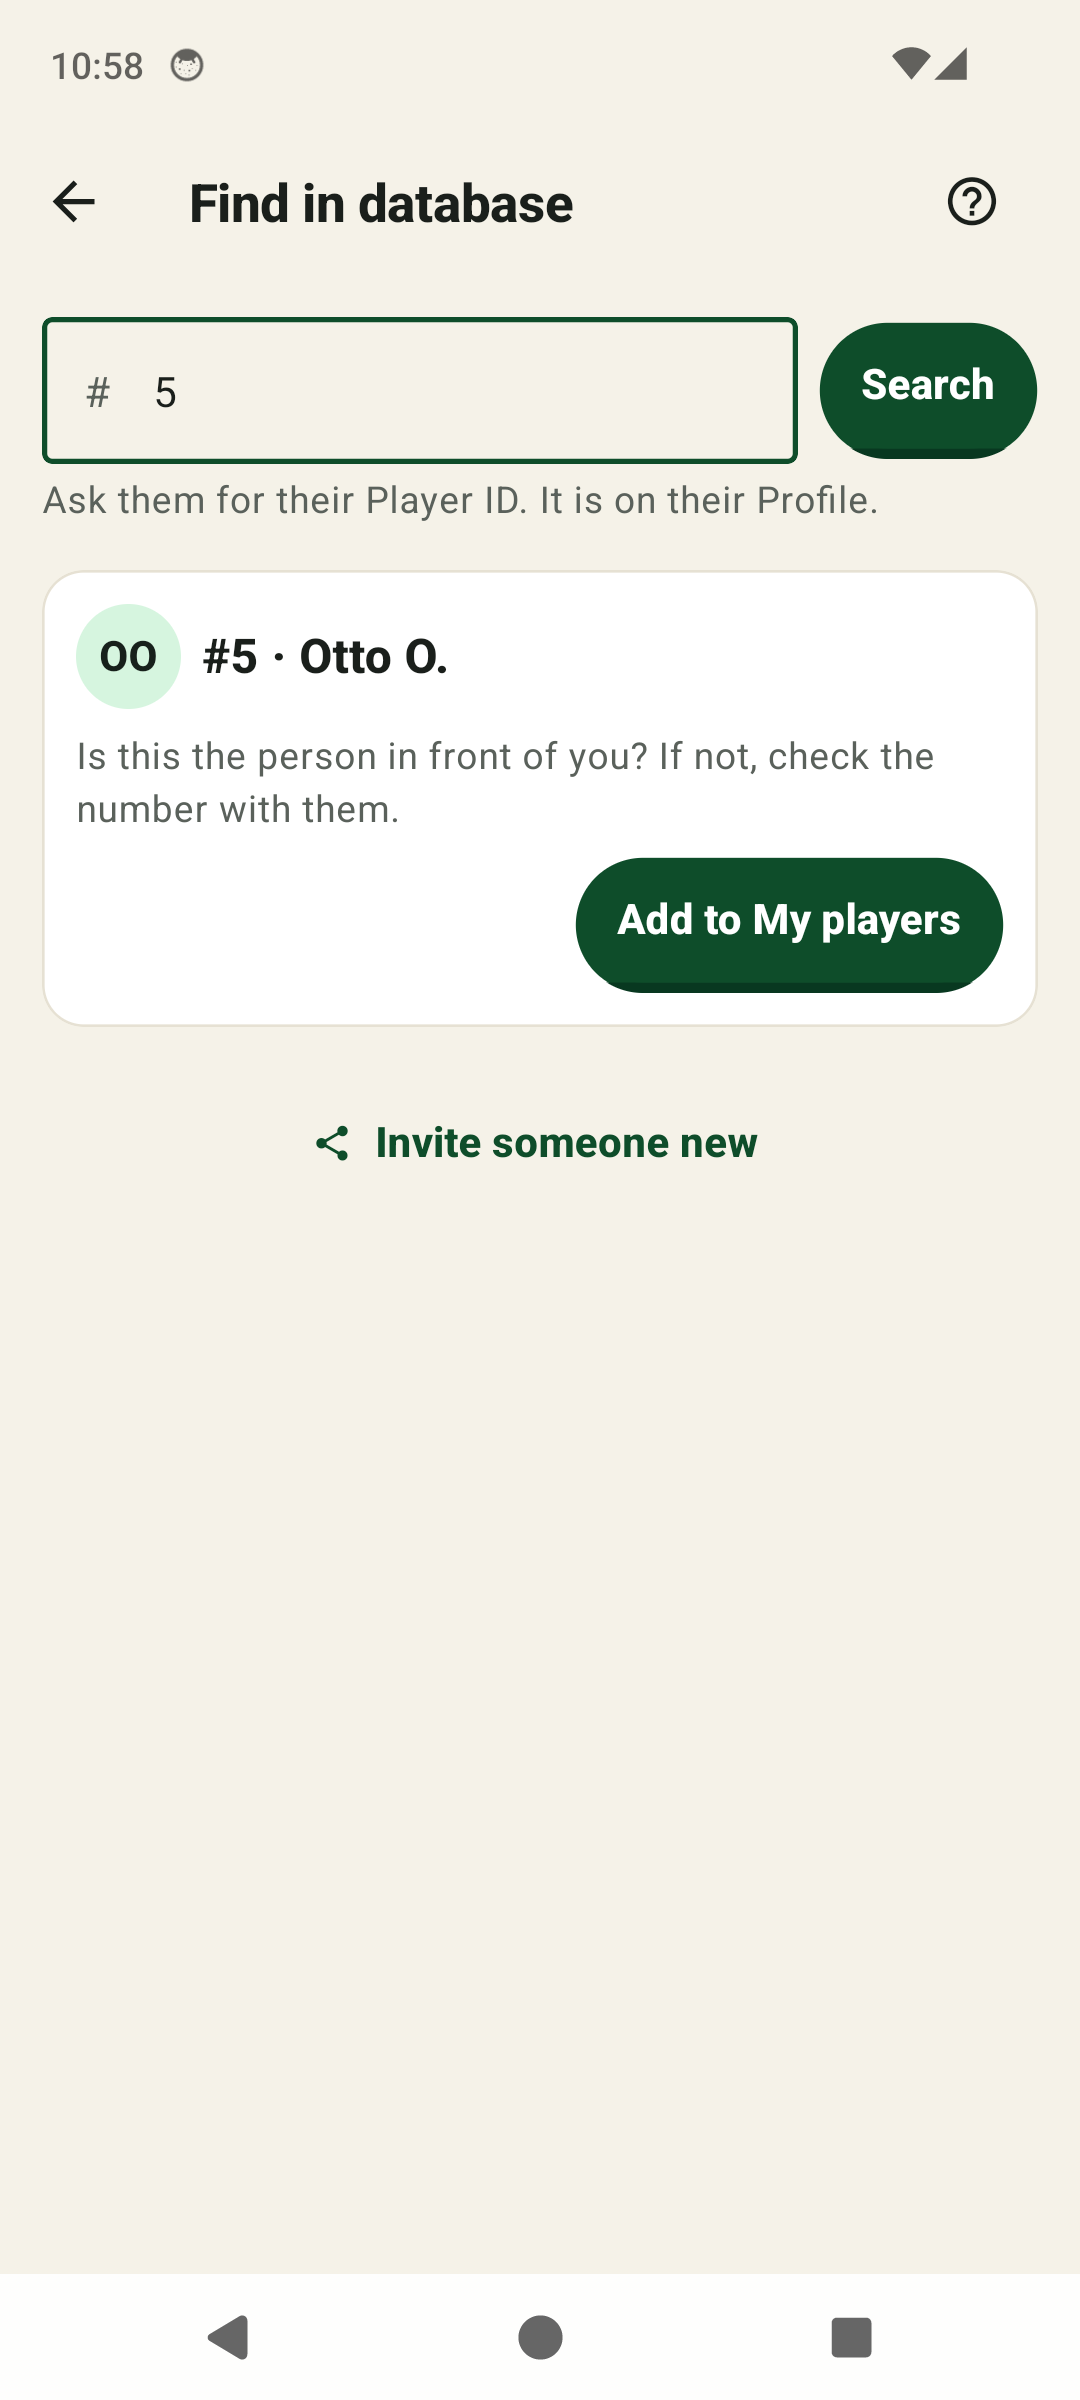 10:58
Find in database
# 5
Search
Ask them for their Player ID. It is on their Profile.
OO #5 · Otto O.
Is this the person in front of you? If not, check the
number with them.
Add to My players
Invite someone new